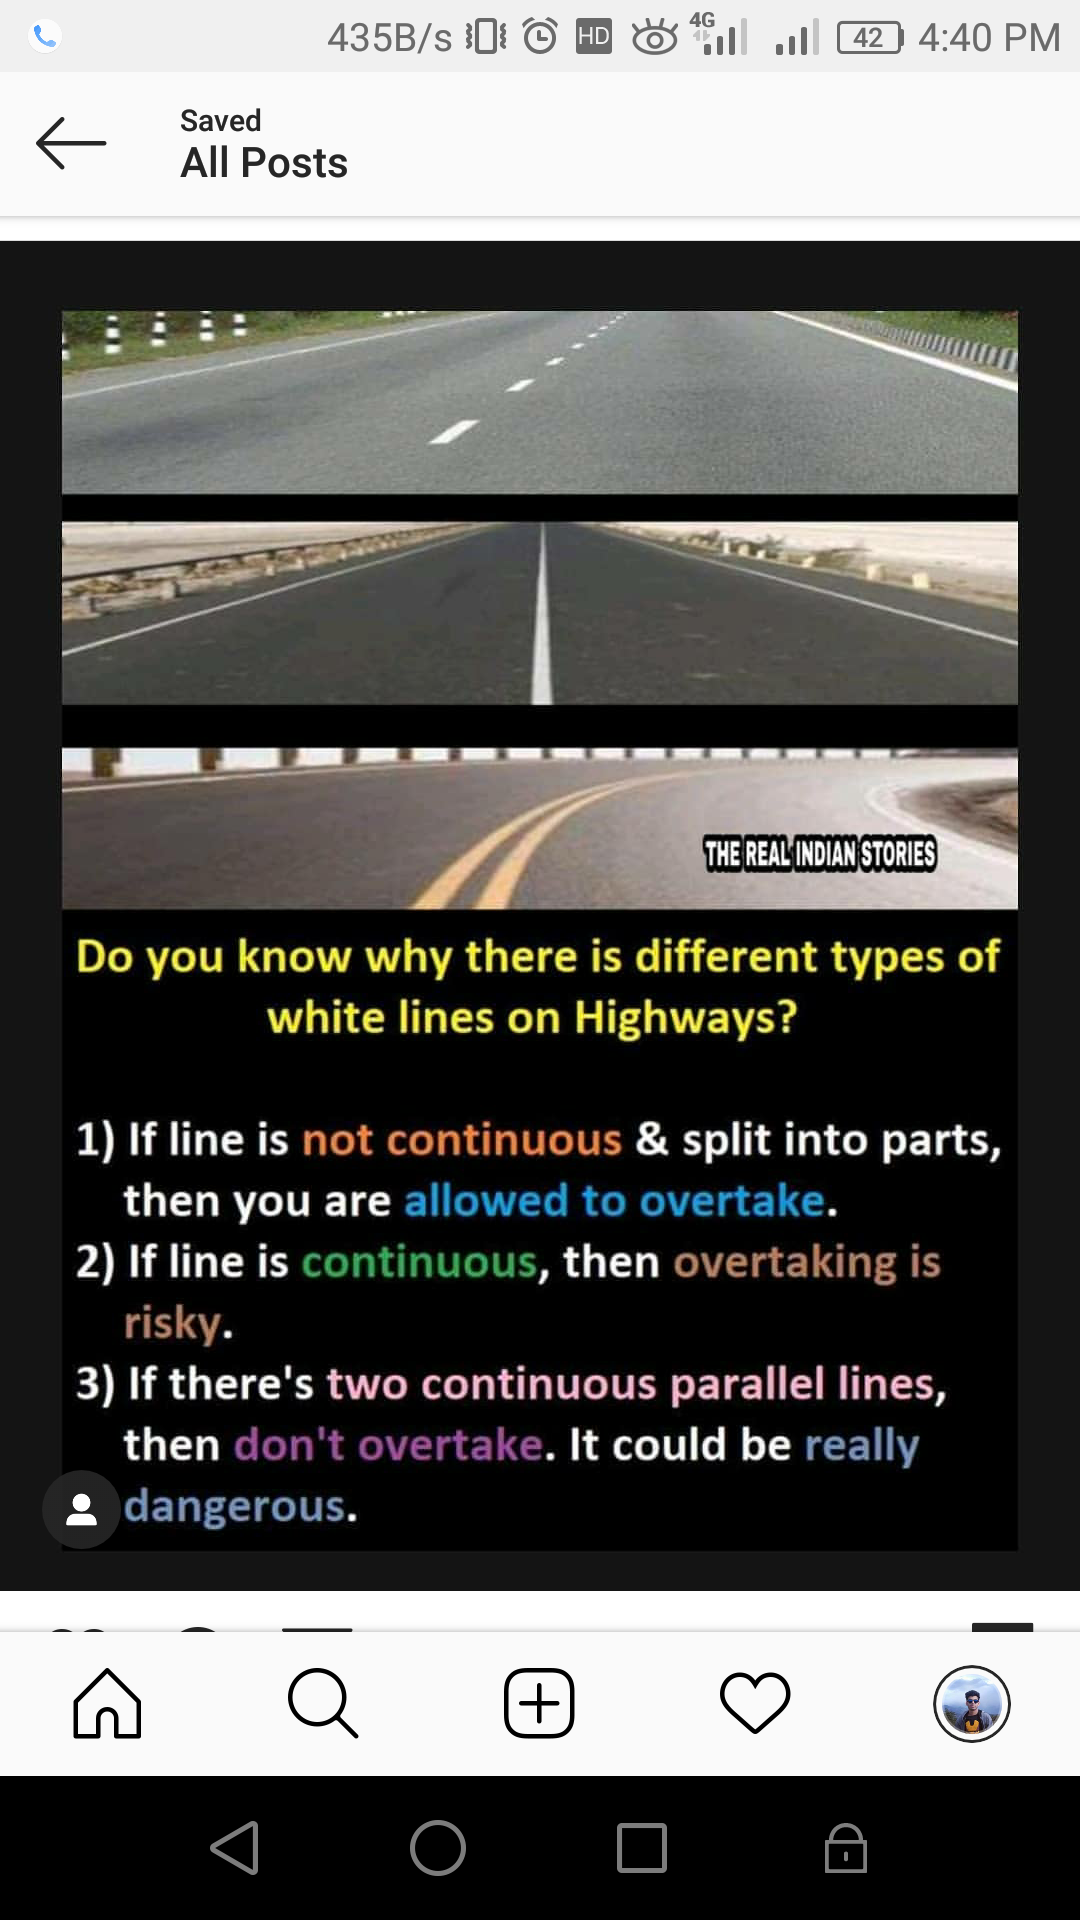 435B/s HD 4G 42 4:40 PM
Saved
All Posts
THE REAL INDIAN STORIES
Do you know why there is different types of
white lines on Highways?
1) If line is not continuous & split into parts,
then you are allowed to overtake.
2) If line is continuous, then overtaking is
risky.
3) If there's two continuous parallel lines,
then don't overtake. It could be really
dangerous.